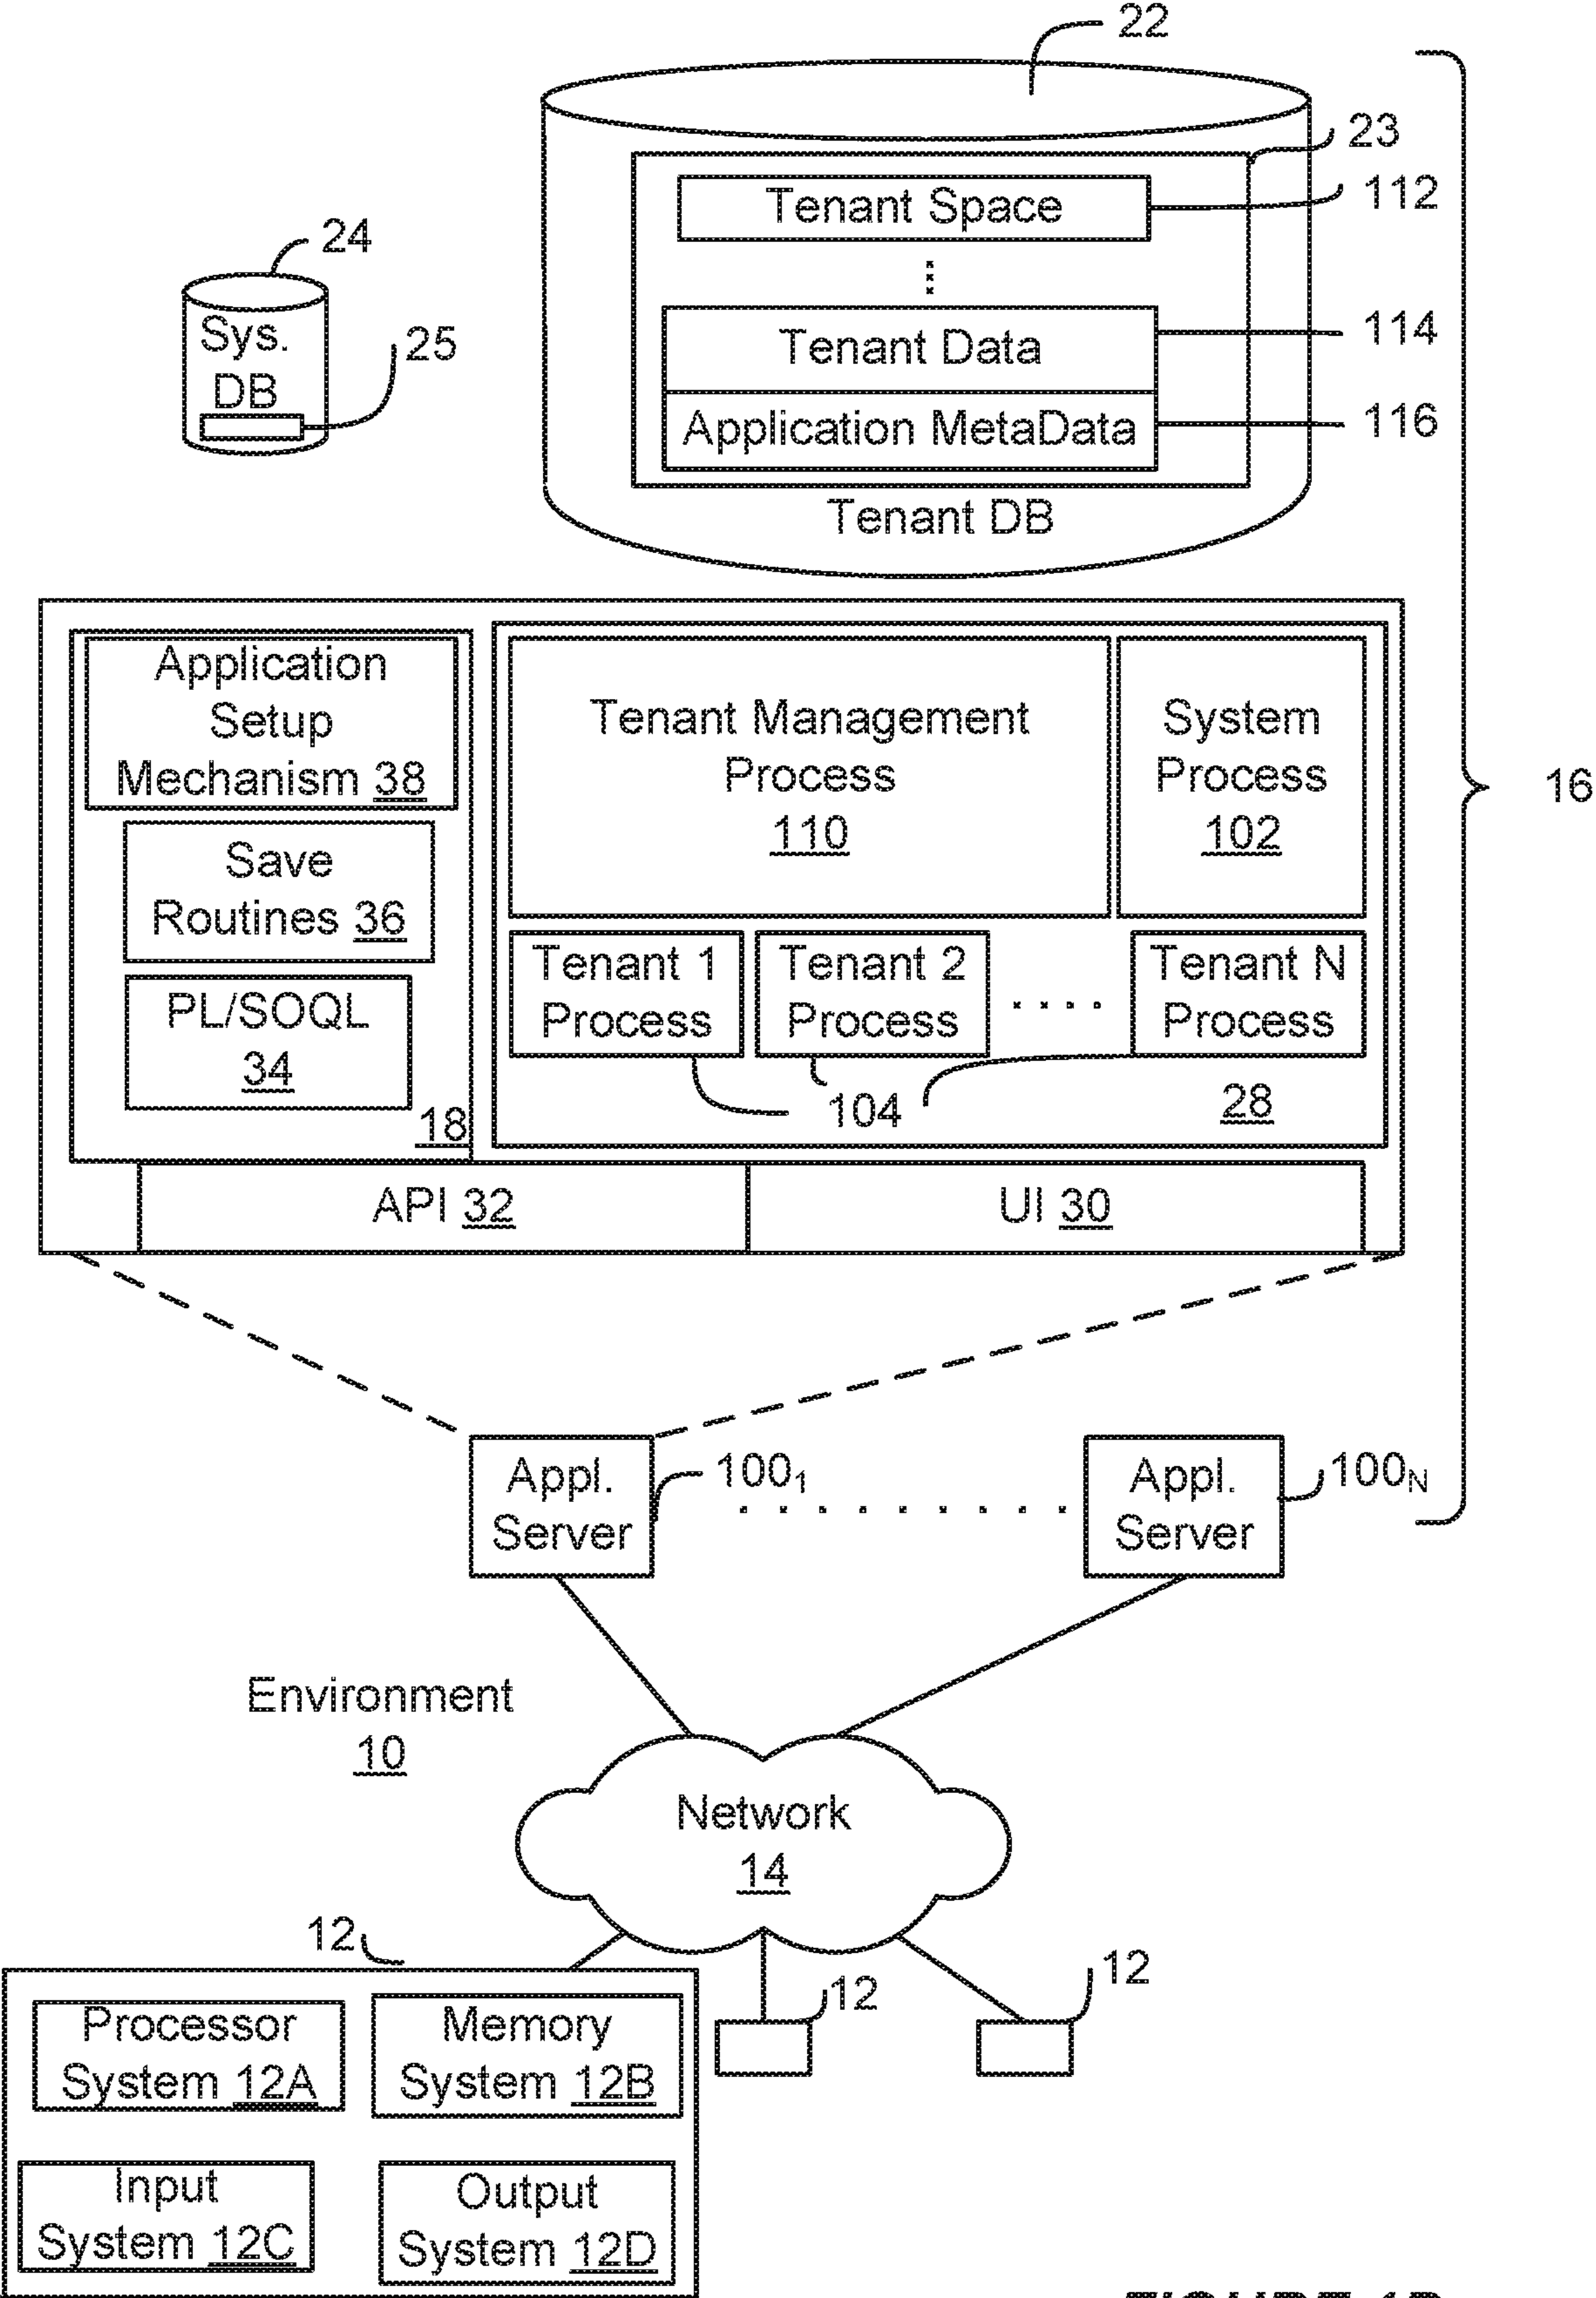 22
23
Tenant Space
112
24
Sys.
DB
25
Tenant Data
114
Application MetaData
116
Tenant DB
Application
Setup
Mechanism 38
Tenant Management
Process
110
System
Process
102
16
Save
Routines 36
Tenant 1
Process
Tenant 2
Process
Tenant N
Process
PL/SOQL
34
18
104
28
API 32
UI 30
Appl.
Server
100₁
Appl.
Server
100N
Environment
10
Network
14
12
12
12
Processor
System 12A
Memory
System 12B
Input
System 12C
Output
System 12D